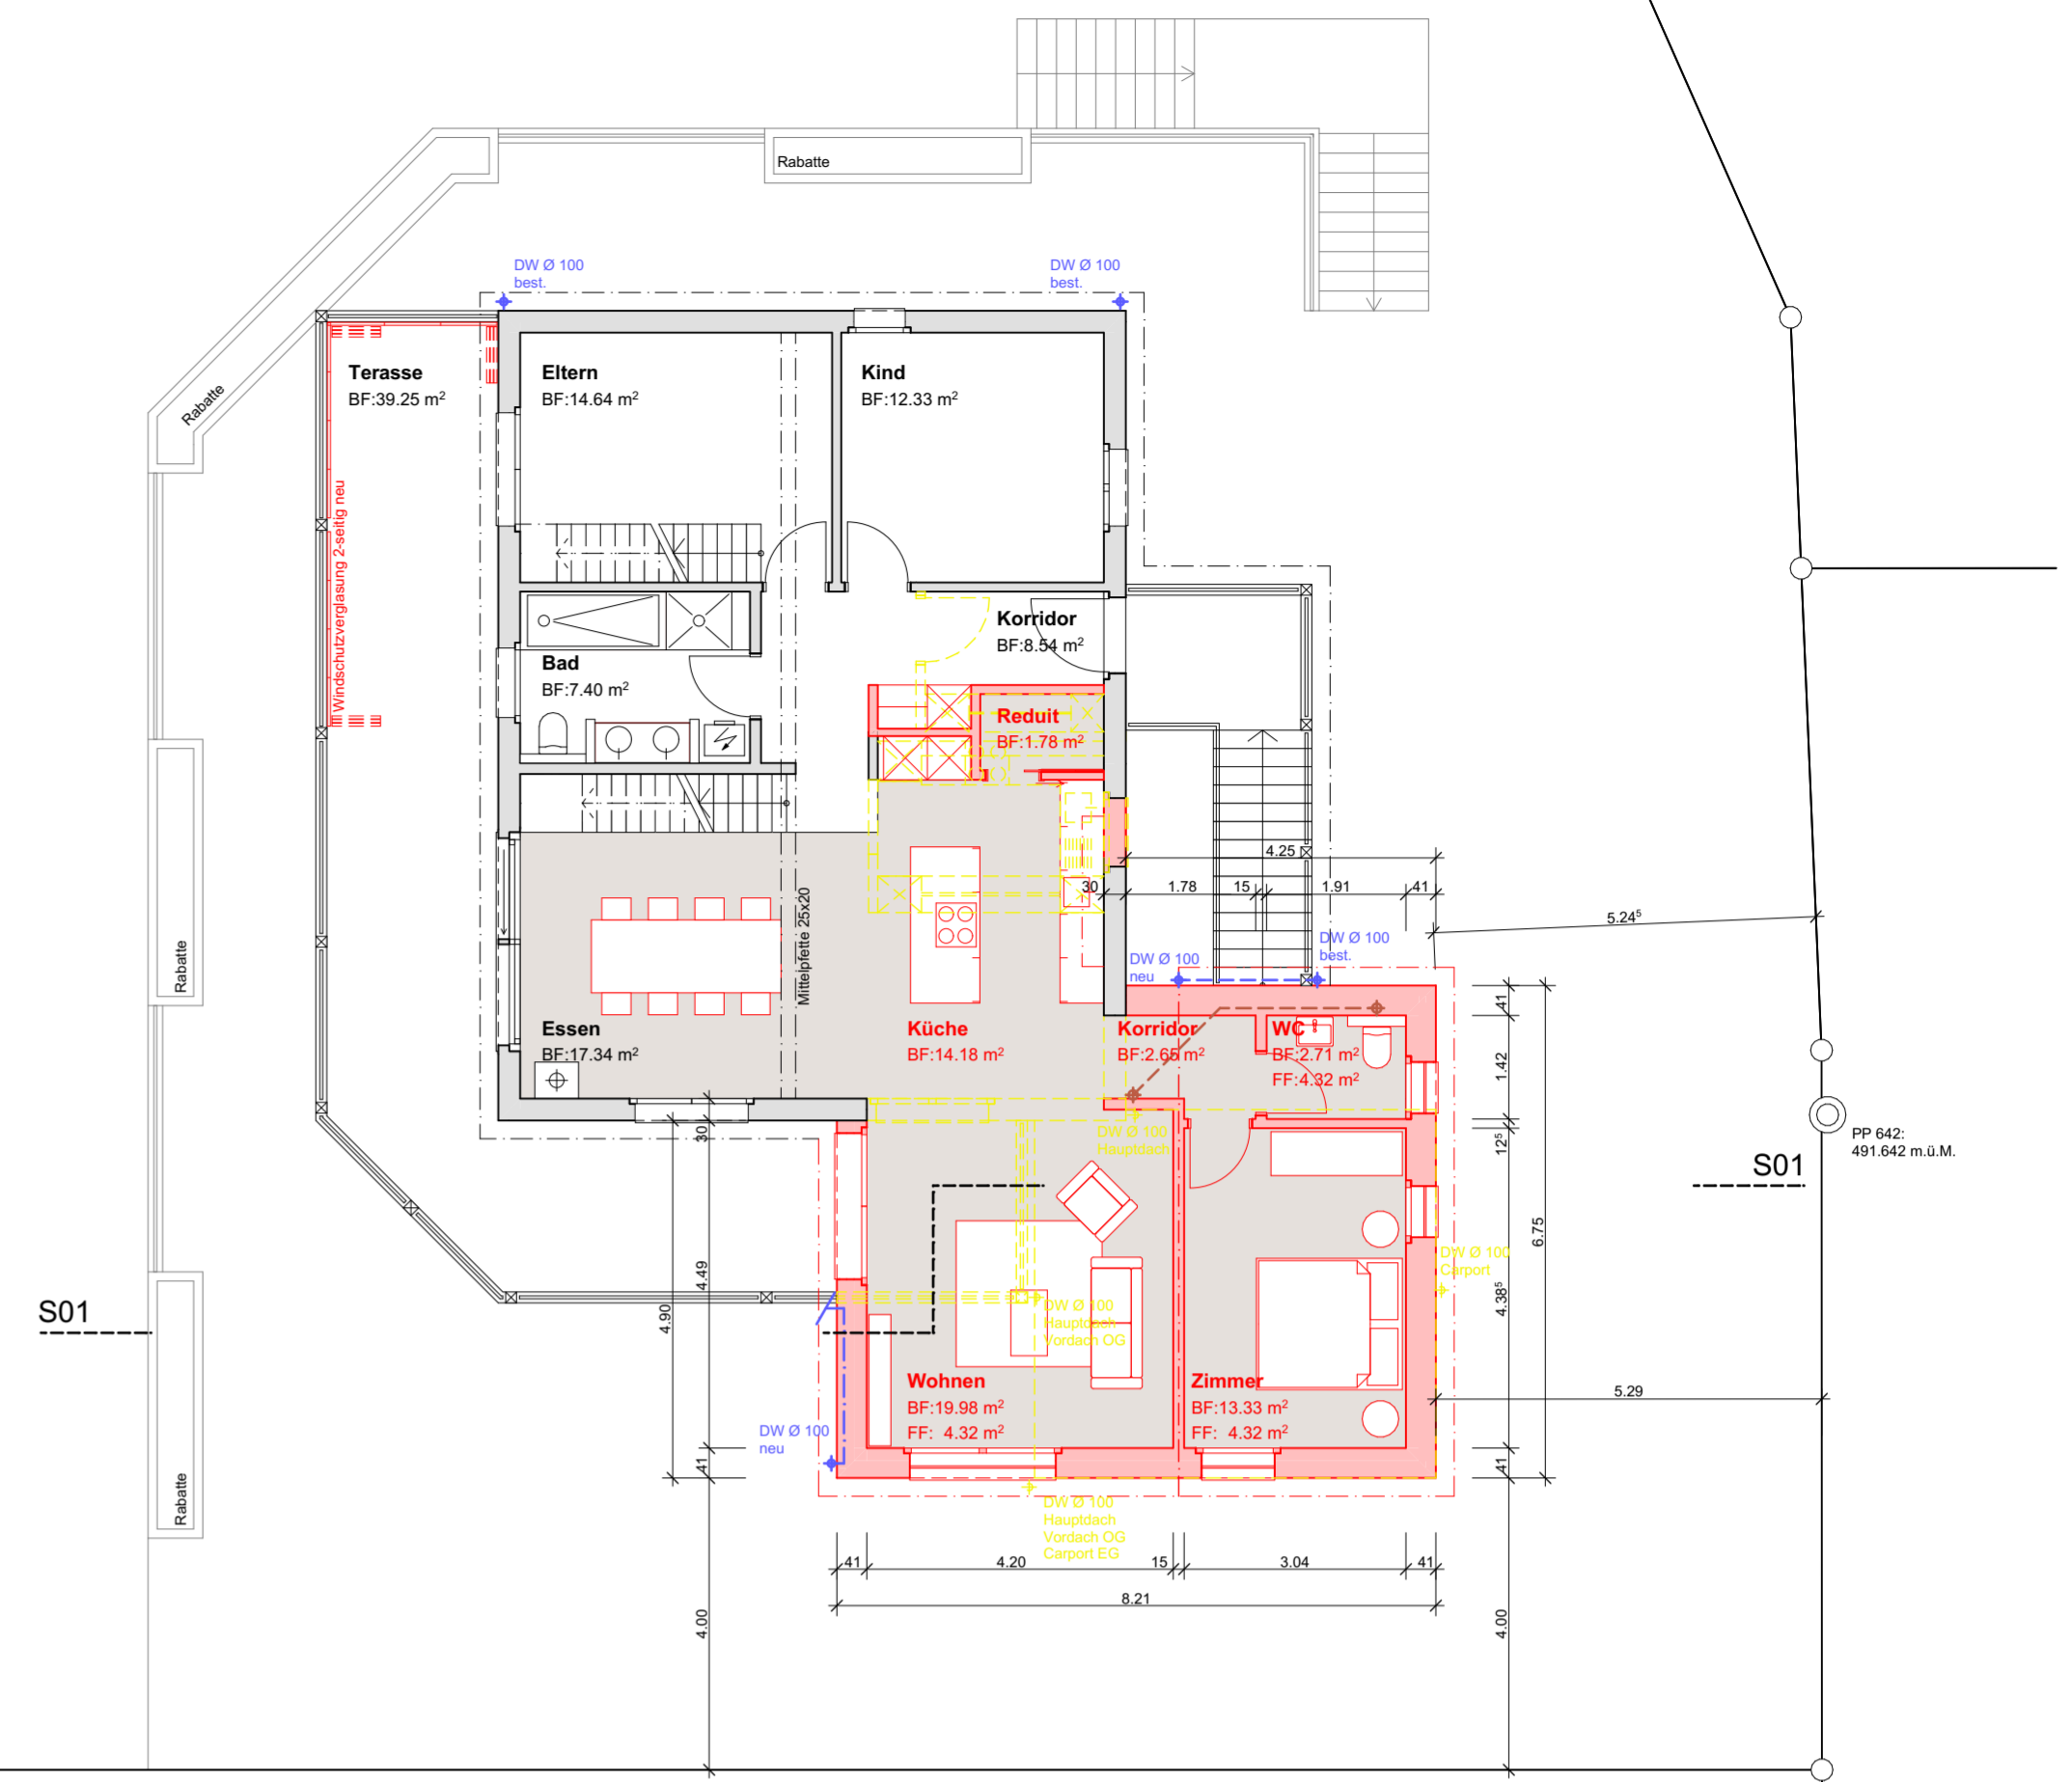 Rabatte
DW Ø 100
best.
DW Ø 100
best.
Terasse
BF:39.25 m²
Eltern
BF:14.64 m²
Kind
BF:12.33 m²
Rabatte
Windschutzverglasung 2-seitig neu
Korridor
BF:8.54 m²
Bad
BF:7.40 m²
Reduit
BF:1.78 m²
4.25
30
1.78
15
1.91
41
5.24⁵
Mittelpfette 25x20
Rabatte
DW Ø 100
neu
DW Ø 100
best.
Essen
BF:17.34 m²
Küche
BF:14.18 m²
Korridor
BF:2.65 m²
WC
BF:2.71 m²
FF:4.32 m²
41
1.42
12⁵
6.75
4.38⁵
41
4.00
PP 642:
491.642 m.ü.M.
S01
DW Ø 100
Hauptdach
30
4.49
4.90
41
4.00
DW Ø 100
Carport
S01
DW Ø 100
Hauptdach
Vordach OG
Wohnen
BF:19.98 m²
FF: 4.32 m²
Zimmer
BF:13.33 m²
FF: 4.32 m²
5.29
DW Ø 100
neu
Rabatte
DW Ø 100
Hauptdach
Vordach OG
Carport EG
41
4.20
15
3.04
41
8.21